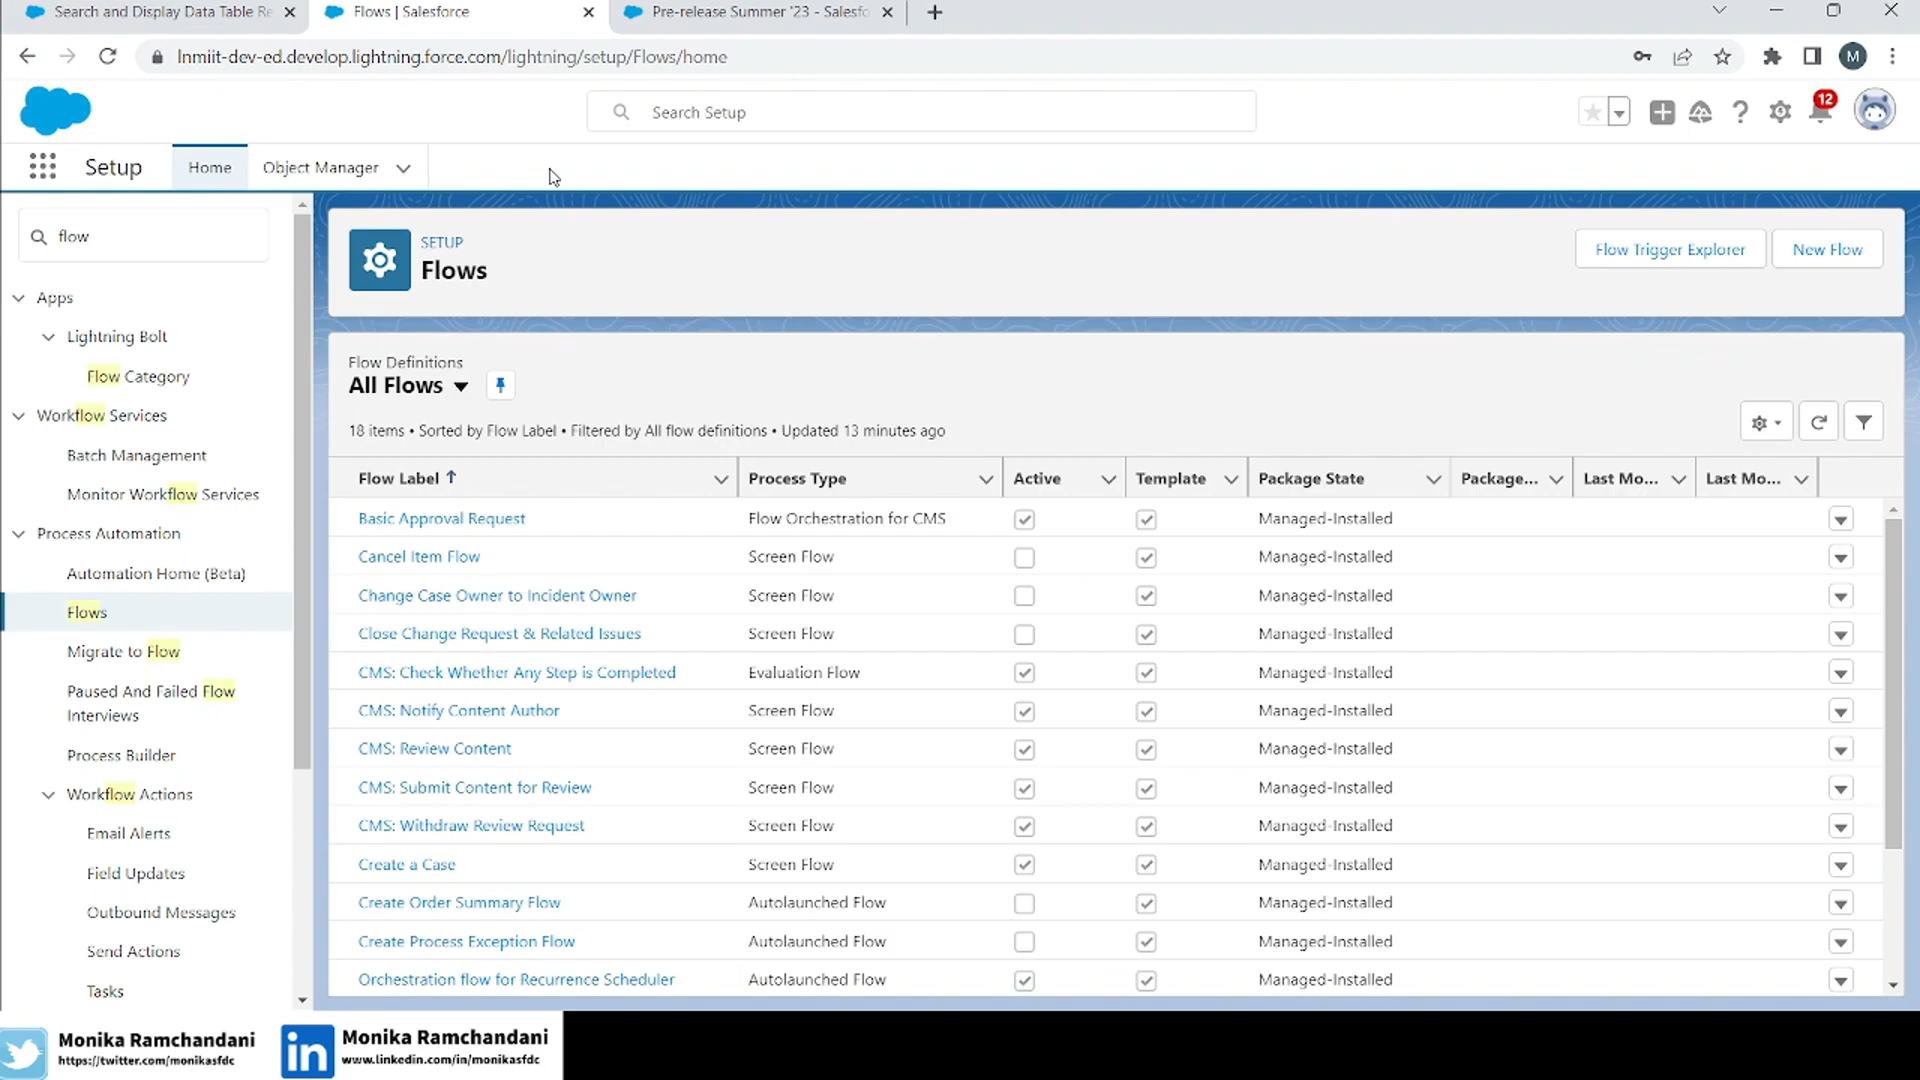 Search and Display Data Table Re
Flows | Salesforce
Pre-release Summer '23 - Salesfo
lnmiit-dev-ed.develop.lightning.force.com/lightning/setup/Flows/home
M
Search Setup
12
Setup
Home
Object Manager
flow
Apps
Lightning Bolt
Flow Category
Workflow Services
Batch Management
Monitor Workflow Services
Process Automation
Automation Home (Beta)
Flows
Migrate to Flow
Paused And Failed Flow
Interviews
Process Builder
Workflow Actions
Email Alerts
Field Updates
Outbound Messages
Send Actions
Tasks
SETUP
Flows
Flow Trigger Explorer
New Flow
Flow Definitions
All Flows
18 items • Sorted by Flow Label • Filtered by All flow definitions • Updated 13 minutes ago
Flow Label Process Type Active Template Package State Package... Last Mo... Last Mo...
Basic Approval Request Flow Orchestration for CMS Managed-Installed
Cancel Item Flow Screen Flow Managed-Installed
Change Case Owner to Incident Owner Screen Flow Managed-Installed
Close Change Request & Related Issues Screen Flow Managed-Installed
CMS: Check Whether Any Step is Completed Evaluation Flow Managed-Installed
CMS: Notify Content Author Screen Flow Managed-Installed
CMS: Review Content Screen Flow Managed-Installed
CMS: Submit Content for Review Screen Flow Managed-Installed
CMS: Withdraw Review Request Screen Flow Managed-Installed
Create a Case Screen Flow Managed-Installed
Create Order Summary Flow Autolaunched Flow Managed-Installed
Create Process Exception Flow Autolaunched Flow Managed-Installed
Orchestration flow for Recurrence Scheduler Autolaunched Flow Managed-Installed
Monika Ramchandani
https://twitter.com/monikasfdc
in
Monika Ramchandani
www.linkedin.com/in/monikasfdc